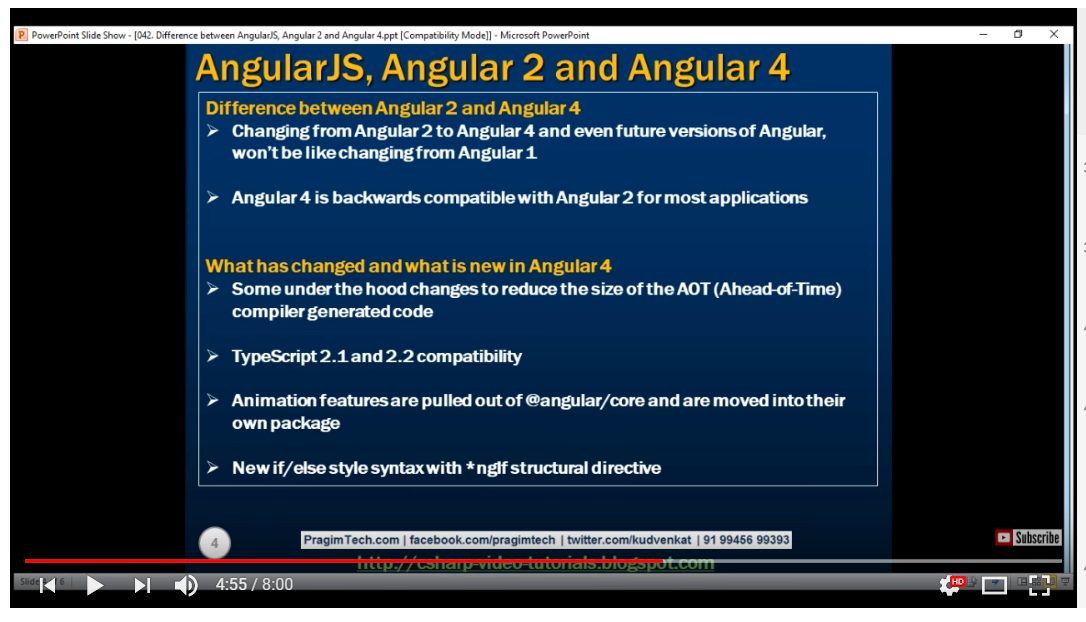 PowerPoint Slide Show - [042. Difference between AngularJS, Angular 2 and Angular 4.ppt [Compatibility Mode]] - Microsoft PowerPoint
AngularJS, Angular 2 and Angular 4
Difference between Angular 2 and Angular 4
➢ Changing from Angular 2 to Angular 4 and even future versions of Angular,
won't be like changing from Angular 1
➢ Angular 4 is backwards compatible with Angular 2 for most applications
What has changed and what is new in Angular 4
➢ Some under the hood changes to reduce the size of the AOT (Ahead-of-Time)
compiler generated code
➢ TypeScript 2.1 and 2.2 compatibility
➢ Animation features are pulled out of @angular/core and are moved into their
own package
➢ New if/else style syntax with *ngIf structural directive
4
PragimTech.com | facebook.com/pragimtech | twitter.com/kudvenkat | 91 99456 99393
Subscribe
http://csharp-video-tutorials.blogspot.com
4:55 / 8:00
HD